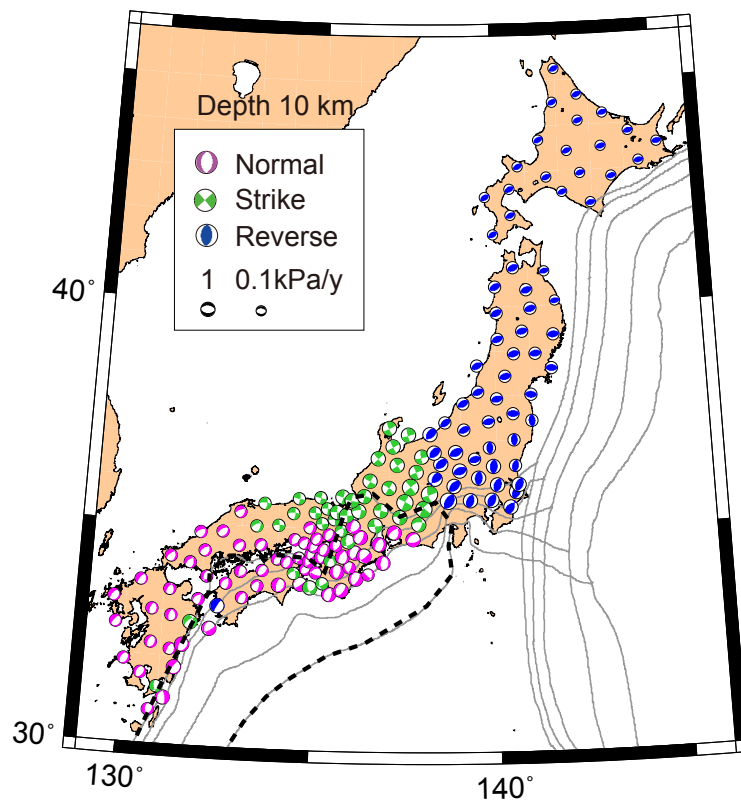 Depth 10 km
Normal
Strike
Reverse
1 0.1kPa/y
40°
30°
130°
140°